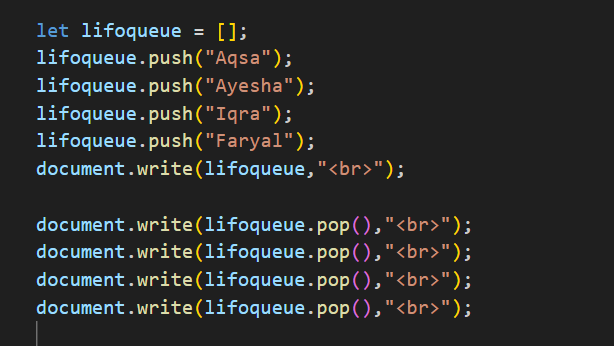 let lifoqueue = [];
lifoqueue.push("Aqsa");
lifoqueue.push("Ayesha");
lifoqueue.push("Iqra");
lifoqueue.push("Faryal");
document.write(lifoqueue,"<br>");
document.write(lifoqueue.pop(),"<br>");
document.write(lifoqueue.pop(),"<br>");
document.write(lifoqueue.pop(),"<br>");
document.write(lifoqueue.pop(),"<br>");